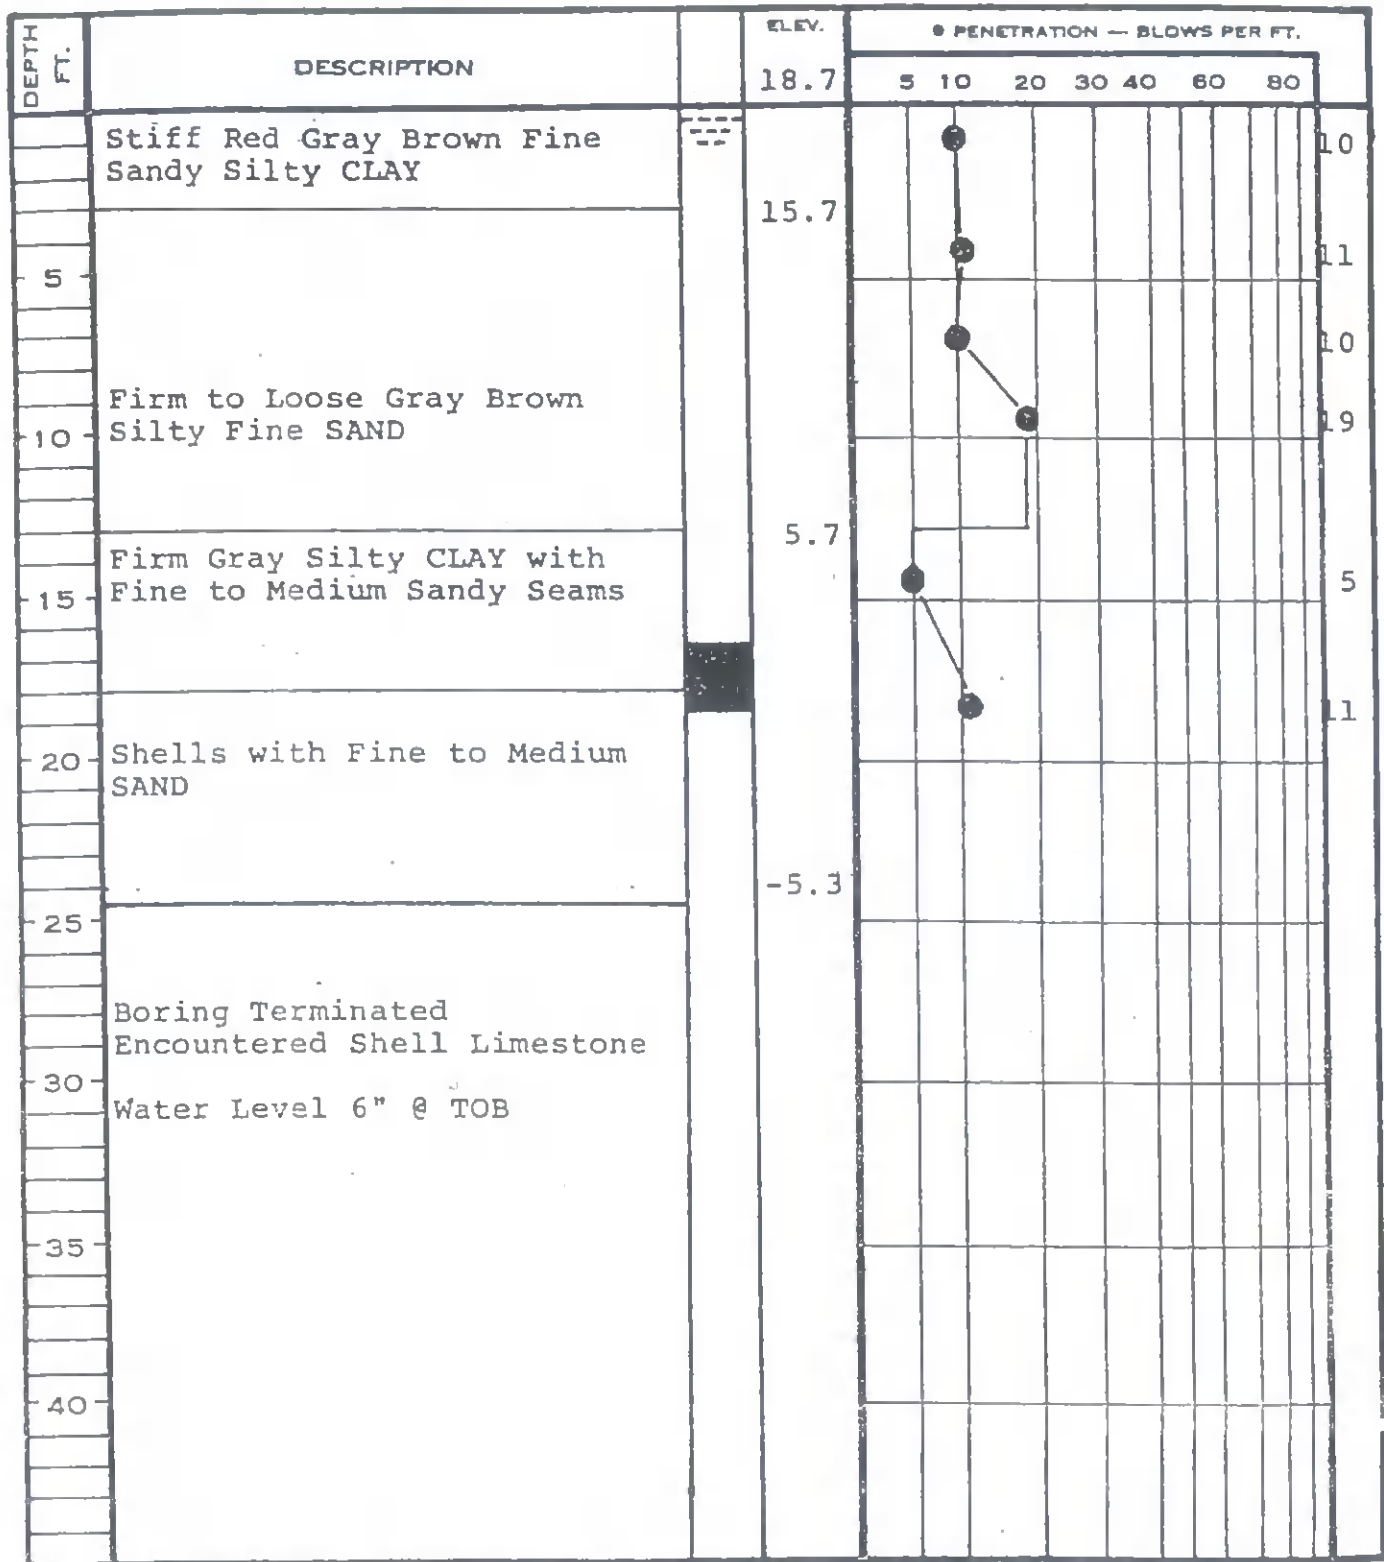 DEPTH FT.
DESCRIPTION
ELEV.
18.7
● PENETRATION — BLOWS PER FT.
5 10 20 30 40 60 80
Stiff Red Gray Brown Fine
Sandy Silty CLAY
10
15.7
11
5
10
Firm to Loose Gray Brown
Silty Fine SAND
19
10
5.7
Firm Gray Silty CLAY with
Fine to Medium Sandy Seams
5
15
11
Shells with Fine to Medium
SAND
20
-5.3
25
Boring Terminated
Encountered Shell Limestone
30
Water Level 6" @ TOB
35
40